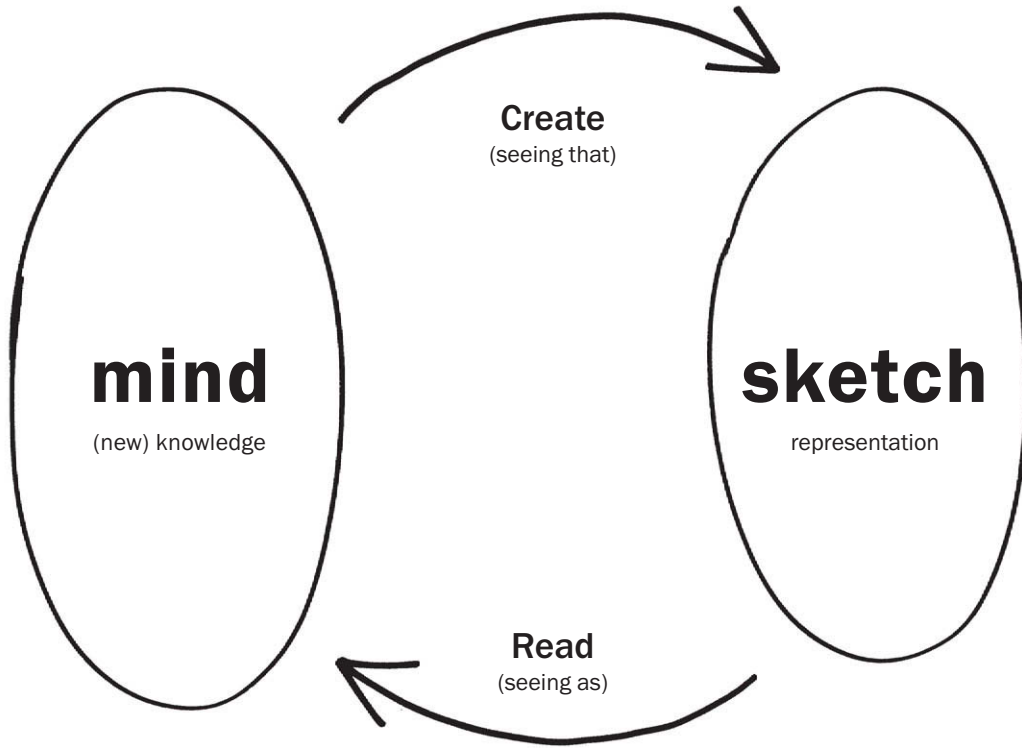 Create
(seeing that)
mind
(new) knowledge
sketch
representation
Read
(seeing as)